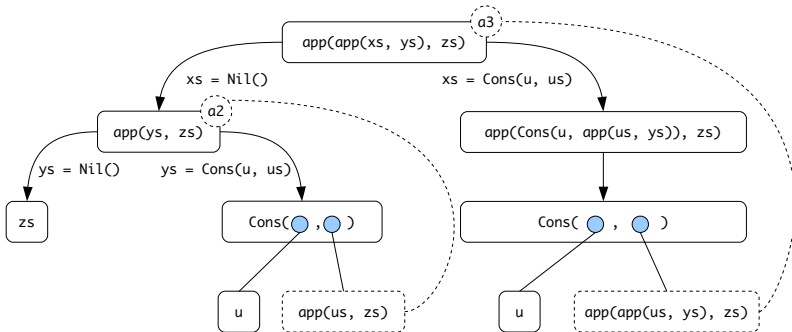 a3
app(app(xs, ys), zs)
xs = Nil()
xs = Cons(u, us)
a2
app(ys, zs)
app(Cons(u, app(us, ys)), zs)
ys = Nil()
ys = Cons(u, us)
zs
Cons( , )
Cons( , )
u
app(us, zs)
u
app(app(us, ys), zs)